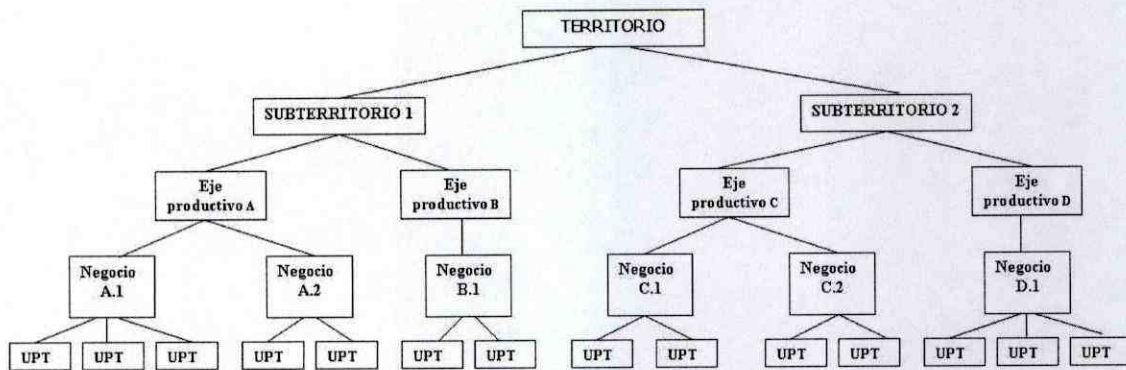 TERRITORIO
SUBTERRITORIO 1
SUBTERRITORIO 2
Eje
productivo A
Eje
productivo B
Eje
productivo C
Eje
productivo D
Negocio
A.1
Negocio
A.2
Negocio
B.1
Negocio
C.1
Negocio
C.2
Negocio
D.1
UPT
UPT
UPT
UPT
UPT
UPT
UPT
UPT
UPT
UPT
UPT
UPT
UPT
UPT